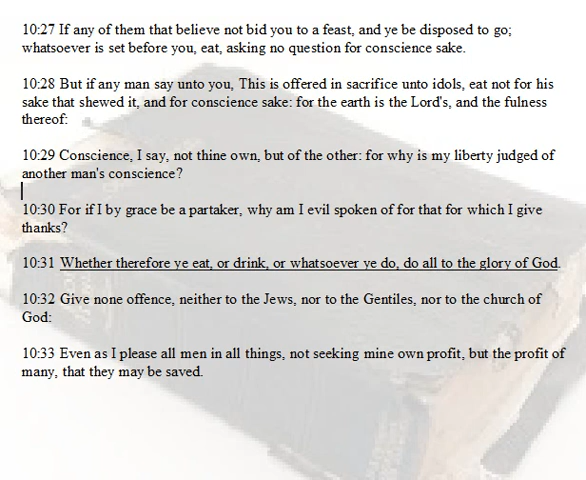 10:27 If any of them that believe not bid you to a feast, and ye be disposed to go;
whatsoever is set before you, eat, asking no question for conscience sake.
10:28 But if any man say unto you, This is offered in sacrifice unto idols, eat not for his
sake that shewed it, and for conscience sake: for the earth is the Lord's, and the fulness
thereof:
10:29 Conscience, I say, not thine own, but of the other: for why is my liberty judged of
another man's conscience?
10:30 For if I by grace be a partaker, why am I evil spoken of for that for which I give
thanks?
10:31 Whether therefore ye eat, or drink, or whatsoever ye do, do all to the glory of God.
10:32 Give none offence, neither to the Jews, nor to the Gentiles, nor to the church of
God:
10:33 Even as I please all men in all things, not seeking mine own profit, but the profit of
many, that they may be saved.